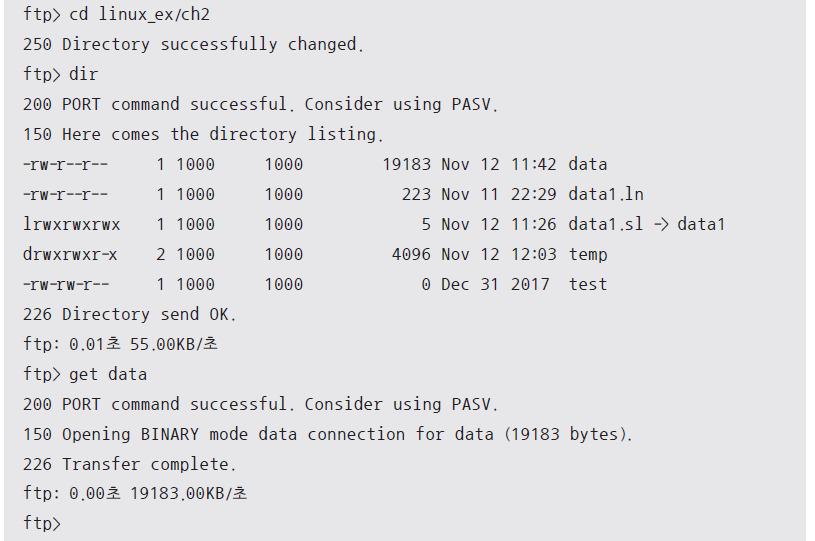 ftp> cd linux_ex/ch2
250 Directory successfully changed.
ftp> dir
200 PORT command successful. Consider using PASV.
150 Here comes the directory listing.
-rw-r--r--     1 1000     1000        19183 Nov 12 11:42 data
-rw-r--r--     1 1000     1000          223 Nov 11 22:29 data1.ln
lrwxrwxrwx     1 1000     1000            5 Nov 12 11:26 data1.sl -> data1
drwxrwxr-x     2 1000     1000         4096 Nov 12 12:03 temp
-rw-rw-r--     1 1000     1000            0 Dec 31 2017  test
226 Directory send OK.
ftp: 0.01초 55.00KB/초
ftp> get data
200 PORT command successful. Consider using PASV.
150 Opening BINARY mode data connection for data (19183 bytes).
226 Transfer complete.
ftp: 0.00초 19183.00KB/초
ftp>